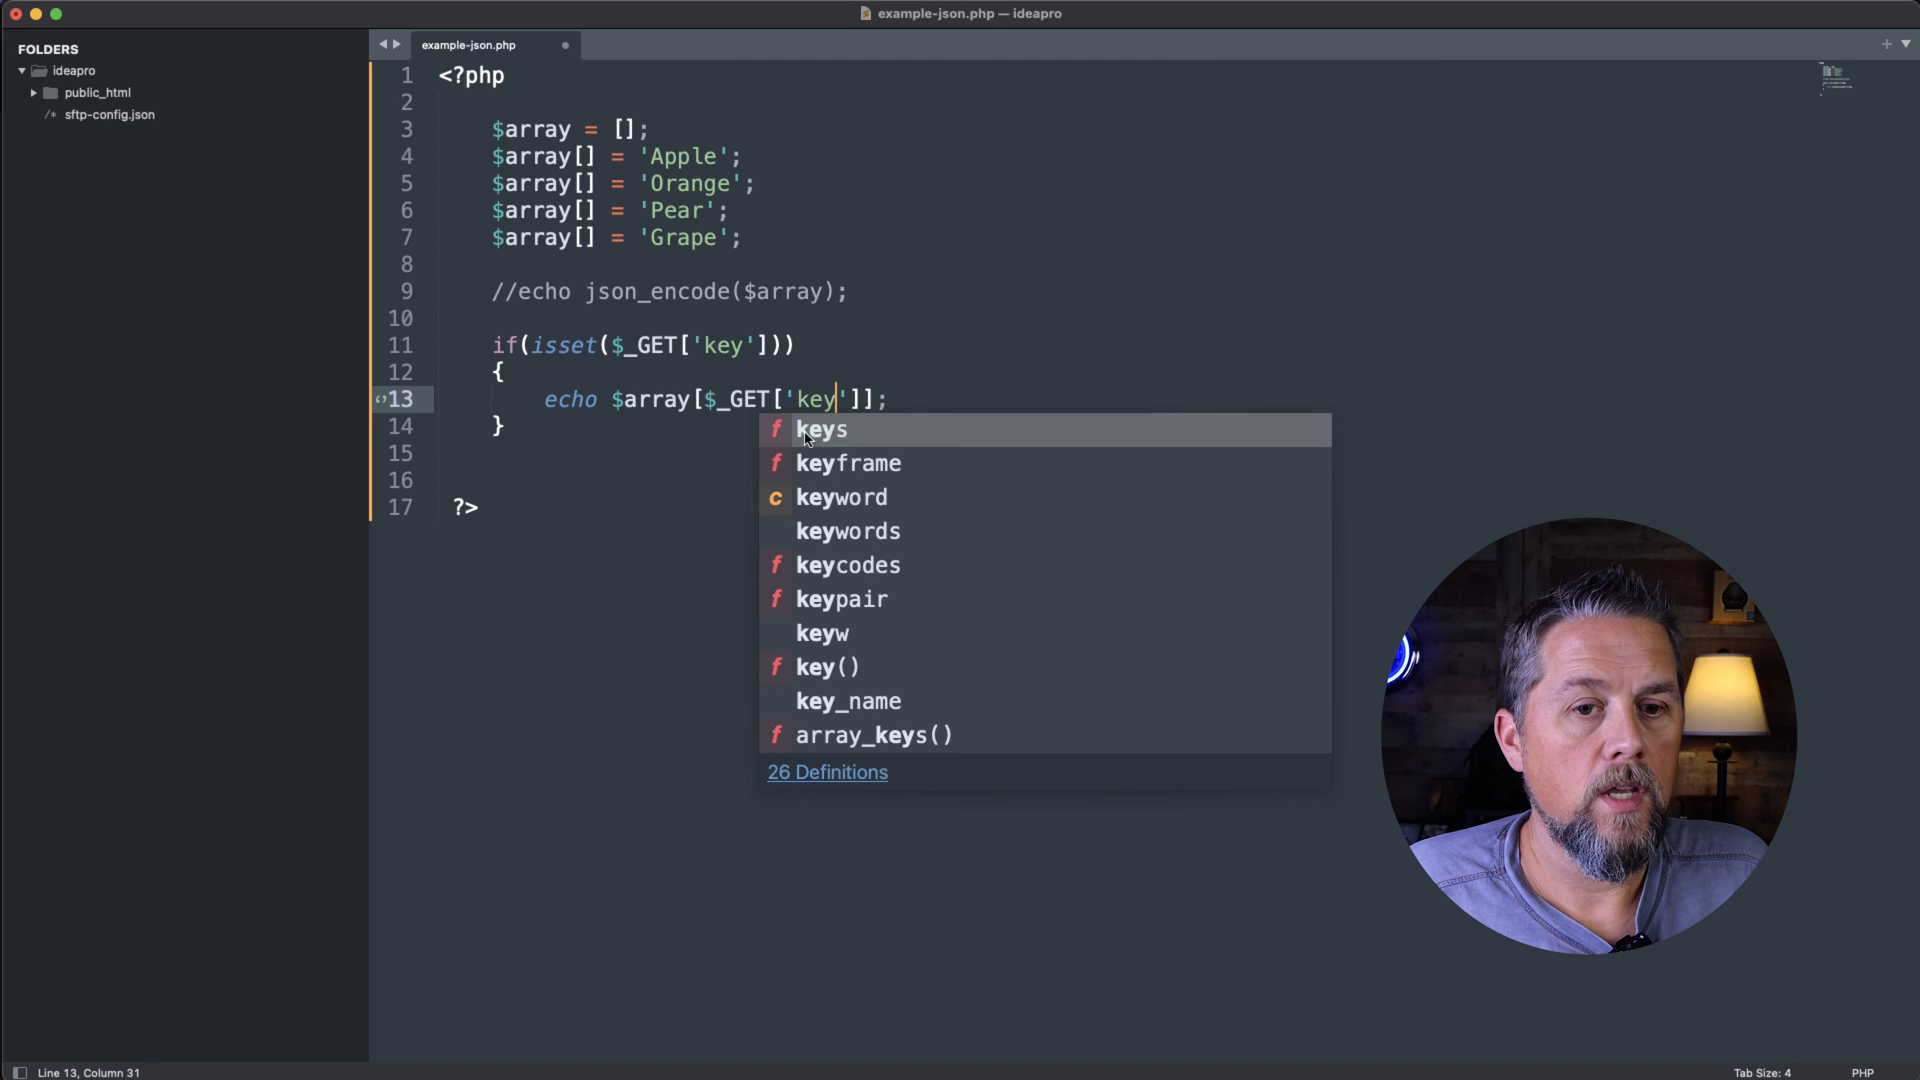 example-json.php — ideapro
FOLDERS
ideapro
public_html
/* sftp-config.json
example-json.php
1 <?php
2
3 $array = [];
4 $array[] = 'Apple';
5 $array[] = 'Orange';
6 $array[] = 'Pear';
7 $array[] = 'Grape';
8
9 //echo json_encode($array);
10
11 if(isset($_GET['key']))
12 {
13 echo $array[$_GET['key']];
14 }
15
16
17 ?>
f keys
f keyframe
c keyword
keywords
f keycodes
f keypair
keyw
f key()
key_name
f array_keys()
26 Definitions
Line 13, Column 31
Tab Size: 4
PHP